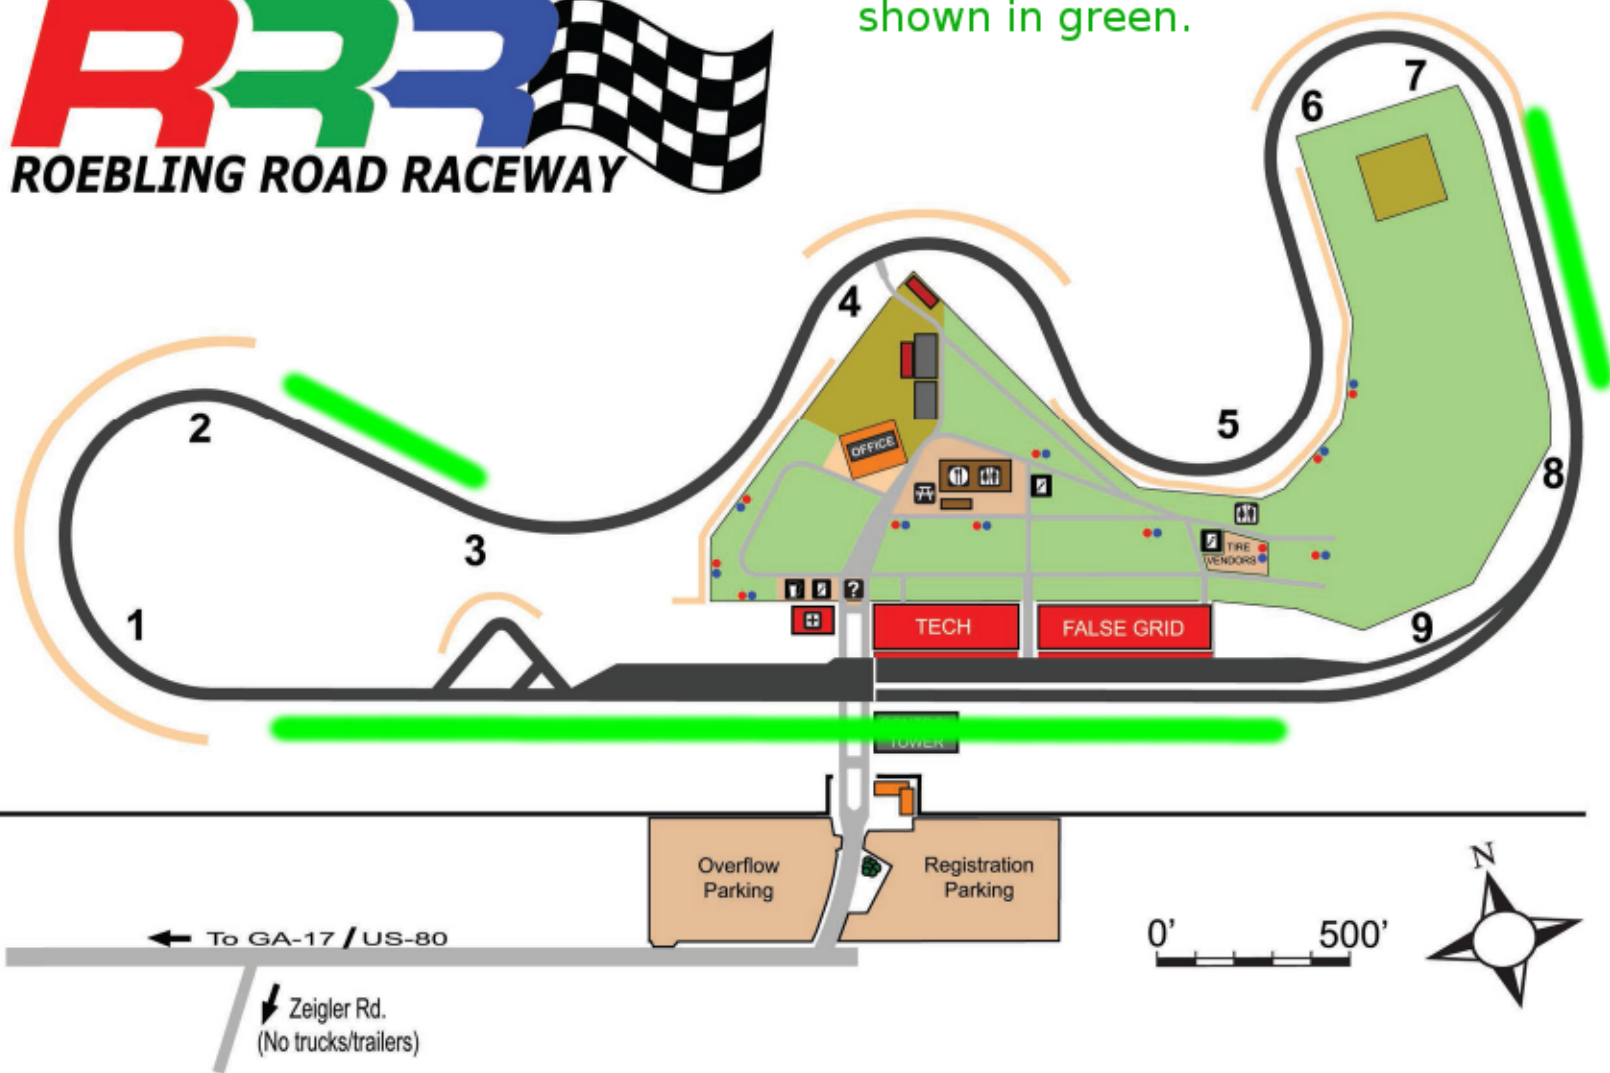 shown in green.
RRR
ROEBLING ROAD RACEWAY
7
6
4
2
5
OFFICE
8
3
TIRE
VENDORS
?
1
TECH
FALSE GRID
9
TOWER
Overflow
Parking
Registration
Parking
N
0' 500'
To GA-17 / US-80
Zeigler Rd.
(No trucks/trailers)